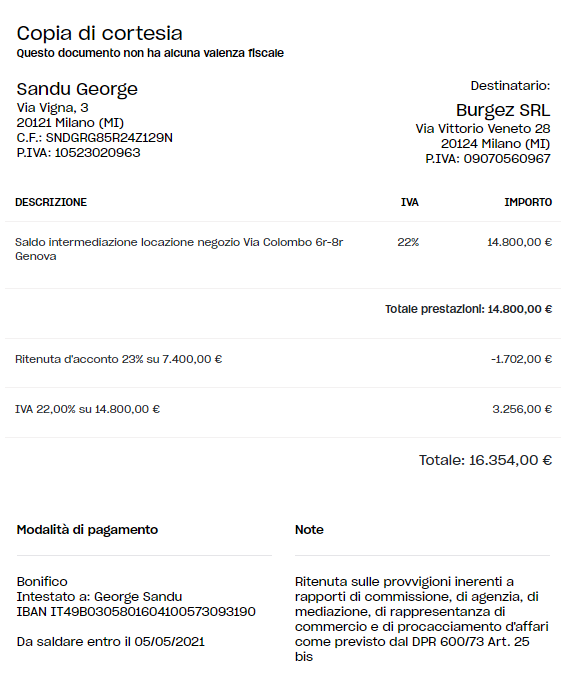 Copia di cortesia
Questo documento non ha alcuna valenza fiscale
Sandu George
Via Vigna, 3
20121 Milano (MI)
C.F.: SNDGRG85R24Z129N
P.IVA: 10523020963
Destinatario:
Burgez SRL
Via Vittorio Veneto 28
20124 Milano (MI)
P.IVA: 09070560967
DESCRIZIONE IVA IMPORTO
Saldo intermediazione locazione negozio Via Colombo 6r-8r 22% 14.800,00 €
Genova
Totale prestazioni: 14.800,00 €
Ritenuta d'acconto 23% su 7.400,00 € -1.702,00 €
IVA 22,00% su 14.800,00 € 3.256,00 €
Totale: 16.354,00 €
Modalità di pagamento
Bonifico
Intestato a: George Sandu
IBAN IT49B0305801604100573093190
Da saldare entro il 05/05/2021
Note
Ritenuta sulle provvigioni inerenti a
rapporti di commissione, di agenzia, di
mediazione, di rappresentanza di
commercio e di procacciamento d'affari
come previsto dal DPR 600/73 Art. 25
bis